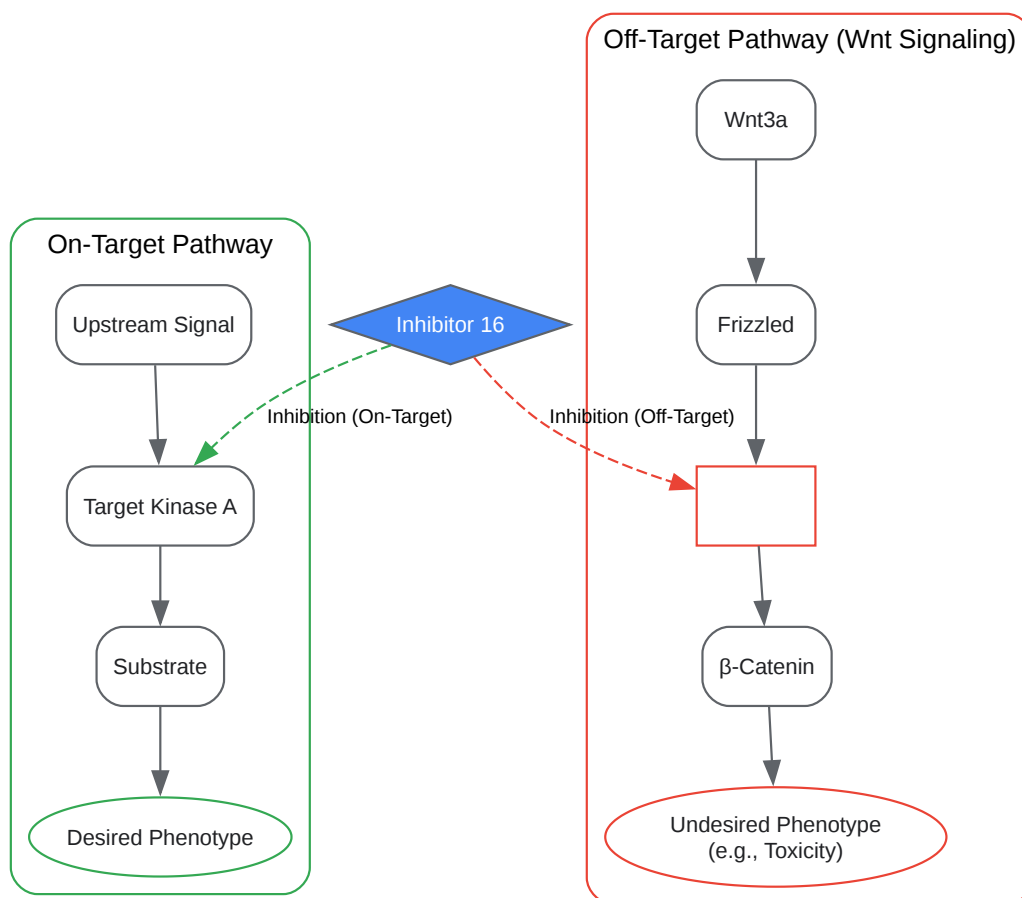 Off-Target Pathway (Wnt Signaling)
Wnt3a
On-Target Pathway
Upstream Signal
Inhibitor 16
Frizzled
Inhibition (On-Target)
Inhibition (Off-Target)
Target Kinase A
Substrate
β-Catenin
Desired Phenotype
Undesired Phenotype
(e.g., Toxicity)